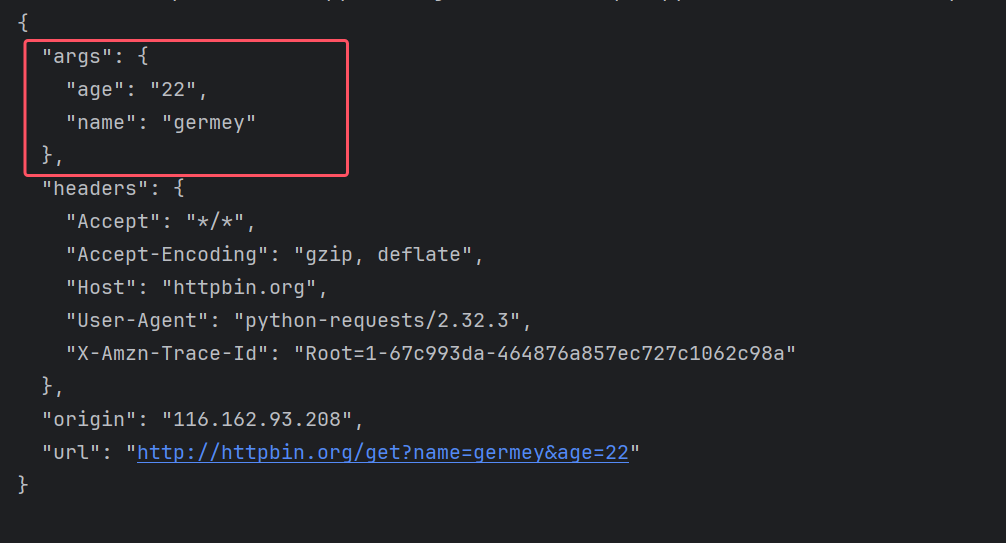 {
  "args": {
    "age": "22",
    "name": "germey"
  },
  "headers": {
    "Accept": "*/*",
    "Accept-Encoding": "gzip, deflate",
    "Host": "httpbin.org",
    "User-Agent": "python-requests/2.32.3",
    "X-Amzn-Trace-Id": "Root=1-67c993da-464876a857ec727c1062c98a"
  },
  "origin": "116.162.93.208",
  "url": "http://httpbin.org/get?name=germey&age=22"
}